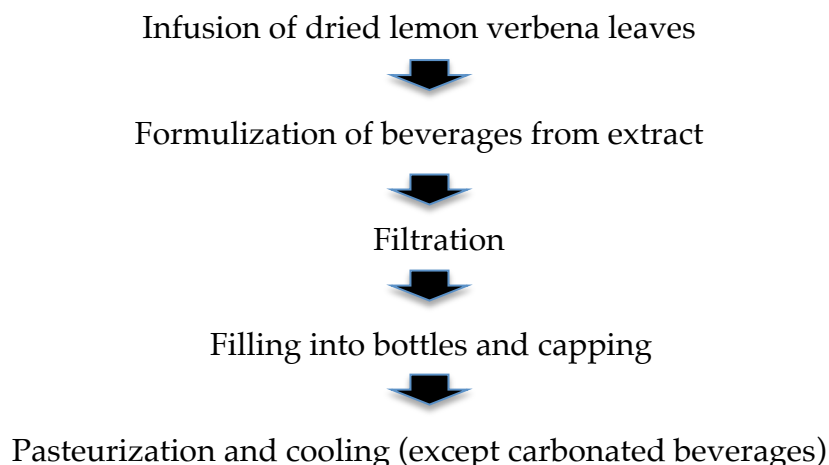 Infusion of dried lemon verbena leaves
Formulization of beverages from extract
Filtration
Filling into bottles and capping
Pasteurization and cooling (except carbonated beverages)